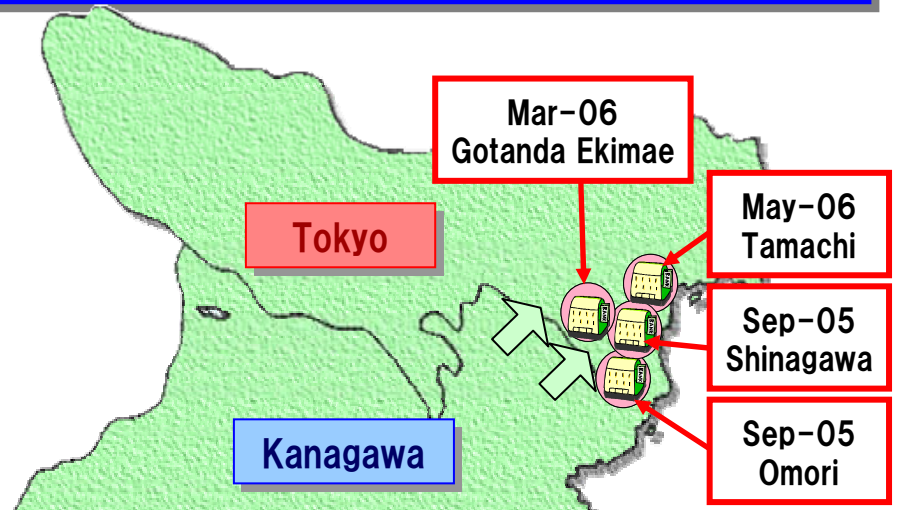 Mar-06
Gotanda Ekimae
May-06
Tamachi
Tokyo
Sep-05
Shinagawa
Sep-05
Omori
Kanagawa